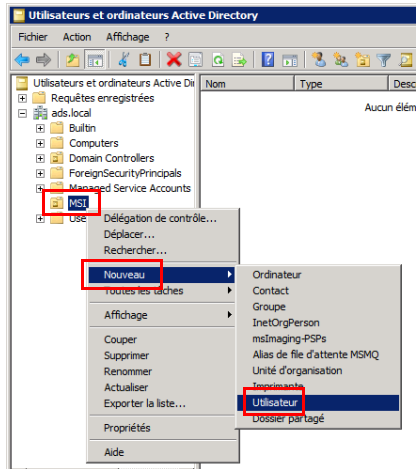 Utilisateurs et ordinateurs Active Directory
Fichier Action Affichage ?
Utilisateurs et ordinateurs Active Dir
Nom Type Desc
Requêtes enregistrées
Aucun élém
ads.local
Builtin
Computers
Domain Controllers
ForeignSecurityPrincipals
Managed Service Accounts
MSI
Use
Délégation de contrôle...
Déplacer...
Rechercher...
Nouveau
Toutes les tâches
Affichage
Couper
Supprimer
Renommer
Actualiser
Exporter la liste...
Propriétés
Aide
Ordinateur
Contact
Groupe
InetOrgPerson
msImaging-PSPs
Alias de file d'attente MSMQ
Unité d'organisation
Imprimante
Utilisateur
Dossier partagé